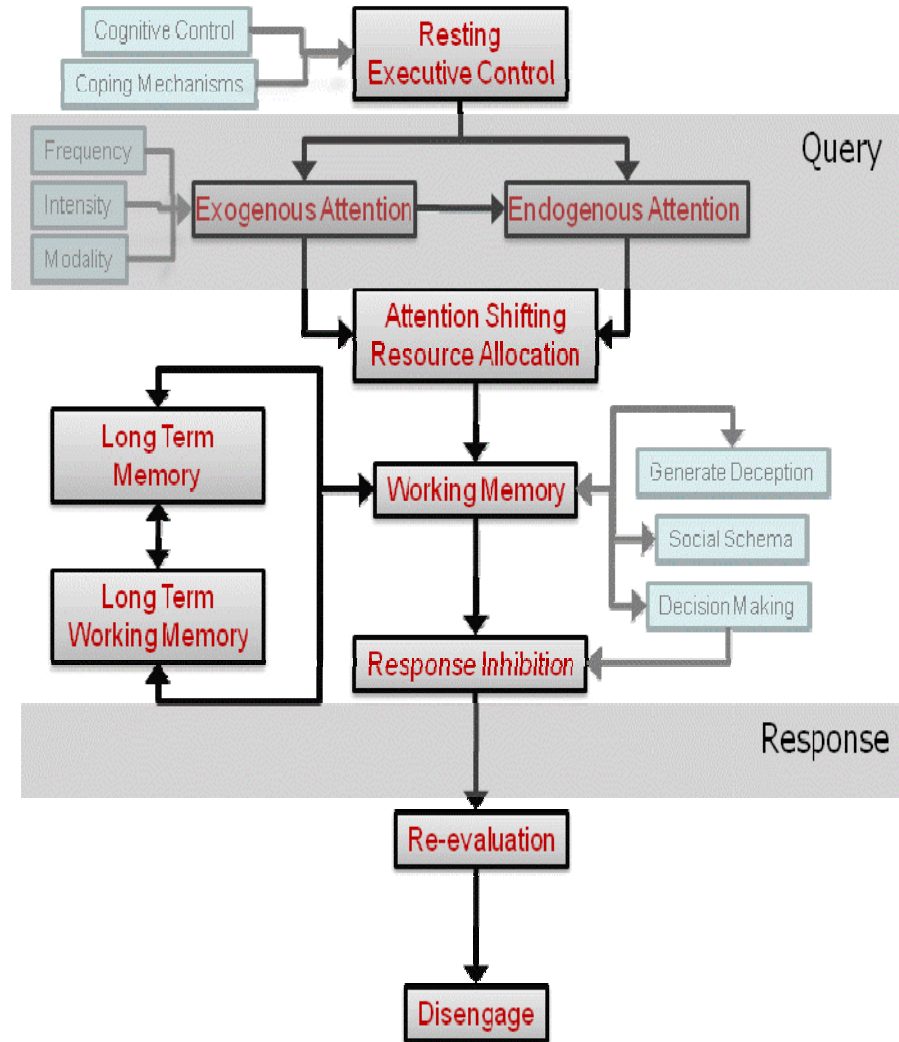 Cognitive Control
Coping Mechanisms
Resting
Executive Control
Query
Frequency
Intensity
Modality
Exogenous Attention
Endogenous Attention
Attention Shifting
Resource Allocation
Long Term
Memory
Working Memory
Generate Deception
Social Schema
Decision Making
Long Term
Working Memory
Response Inhibition
Response
Re-evaluation
Disengage